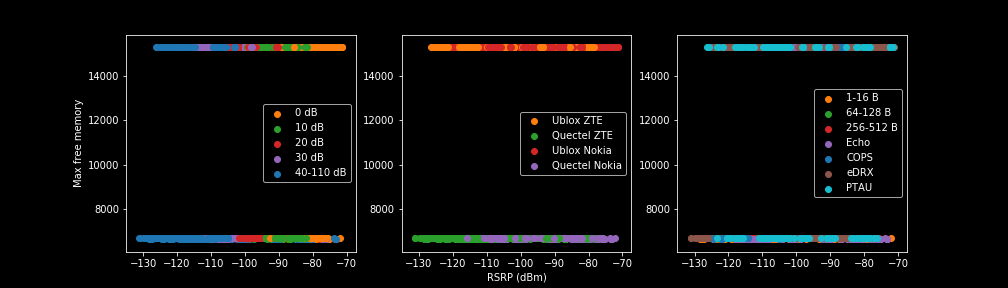 Max free memory
14000
12000
10000
8000
−130 −120 −110 −100 −90 −80 −70
0 dB
10 dB
20 dB
30 dB
40-110 dB
14000
12000
10000
8000
−130 −120 −110 −100 −90 −80 −70
RSRP (dBm)
Ublox ZTE
Quectel ZTE
Ublox Nokia
Quectel Nokia
14000
12000
10000
8000
−130 −120 −110 −100 −90 −80 −70
1-16 B
64-128 B
256-512 B
Echo
COPS
eDRX
PTAU